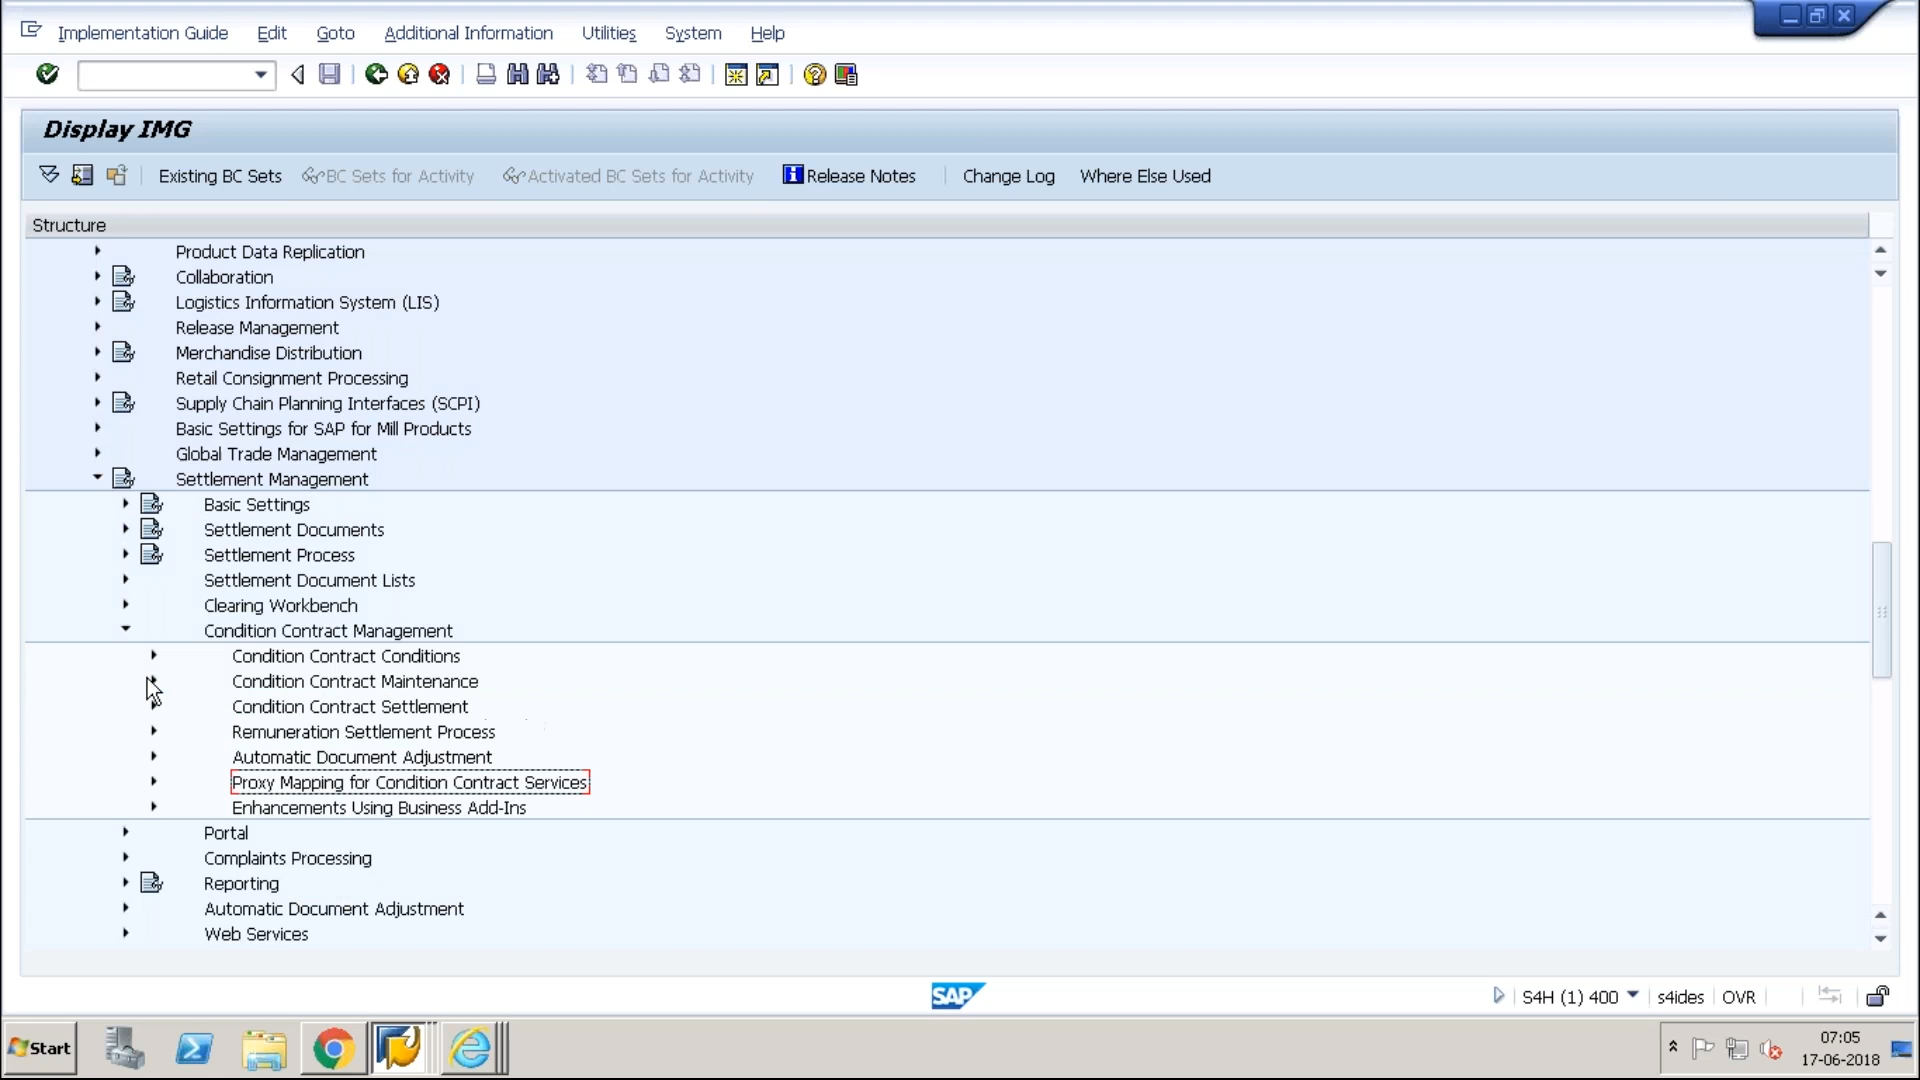 Implementation Guide Edit Goto Additional Information Utilities System Help
Display IMG
Existing BC Sets BC Sets for Activity Activated BC Sets for Activity Release Notes Change Log Where Else Used
Structure
Product Data Replication
Collaboration
Logistics Information System (LIS)
Release Management
Merchandise Distribution
Retail Consignment Processing
Supply Chain Planning Interfaces (SCPI)
Basic Settings for SAP for Mill Products
Global Trade Management
Settlement Management
Basic Settings
Settlement Documents
Settlement Process
Settlement Document Lists
Clearing Workbench
Condition Contract Management
Condition Contract Conditions
Condition Contract Maintenance
Condition Contract Settlement
Remuneration Settlement Process
Automatic Document Adjustment
Proxy Mapping for Condition Contract Services
Enhancements Using Business Add-Ins
Portal
Complaints Processing
Reporting
Automatic Document Adjustment
Web Services
SAP S4H (1) 400 s4ides OVR
Start 07:05
17-06-2018